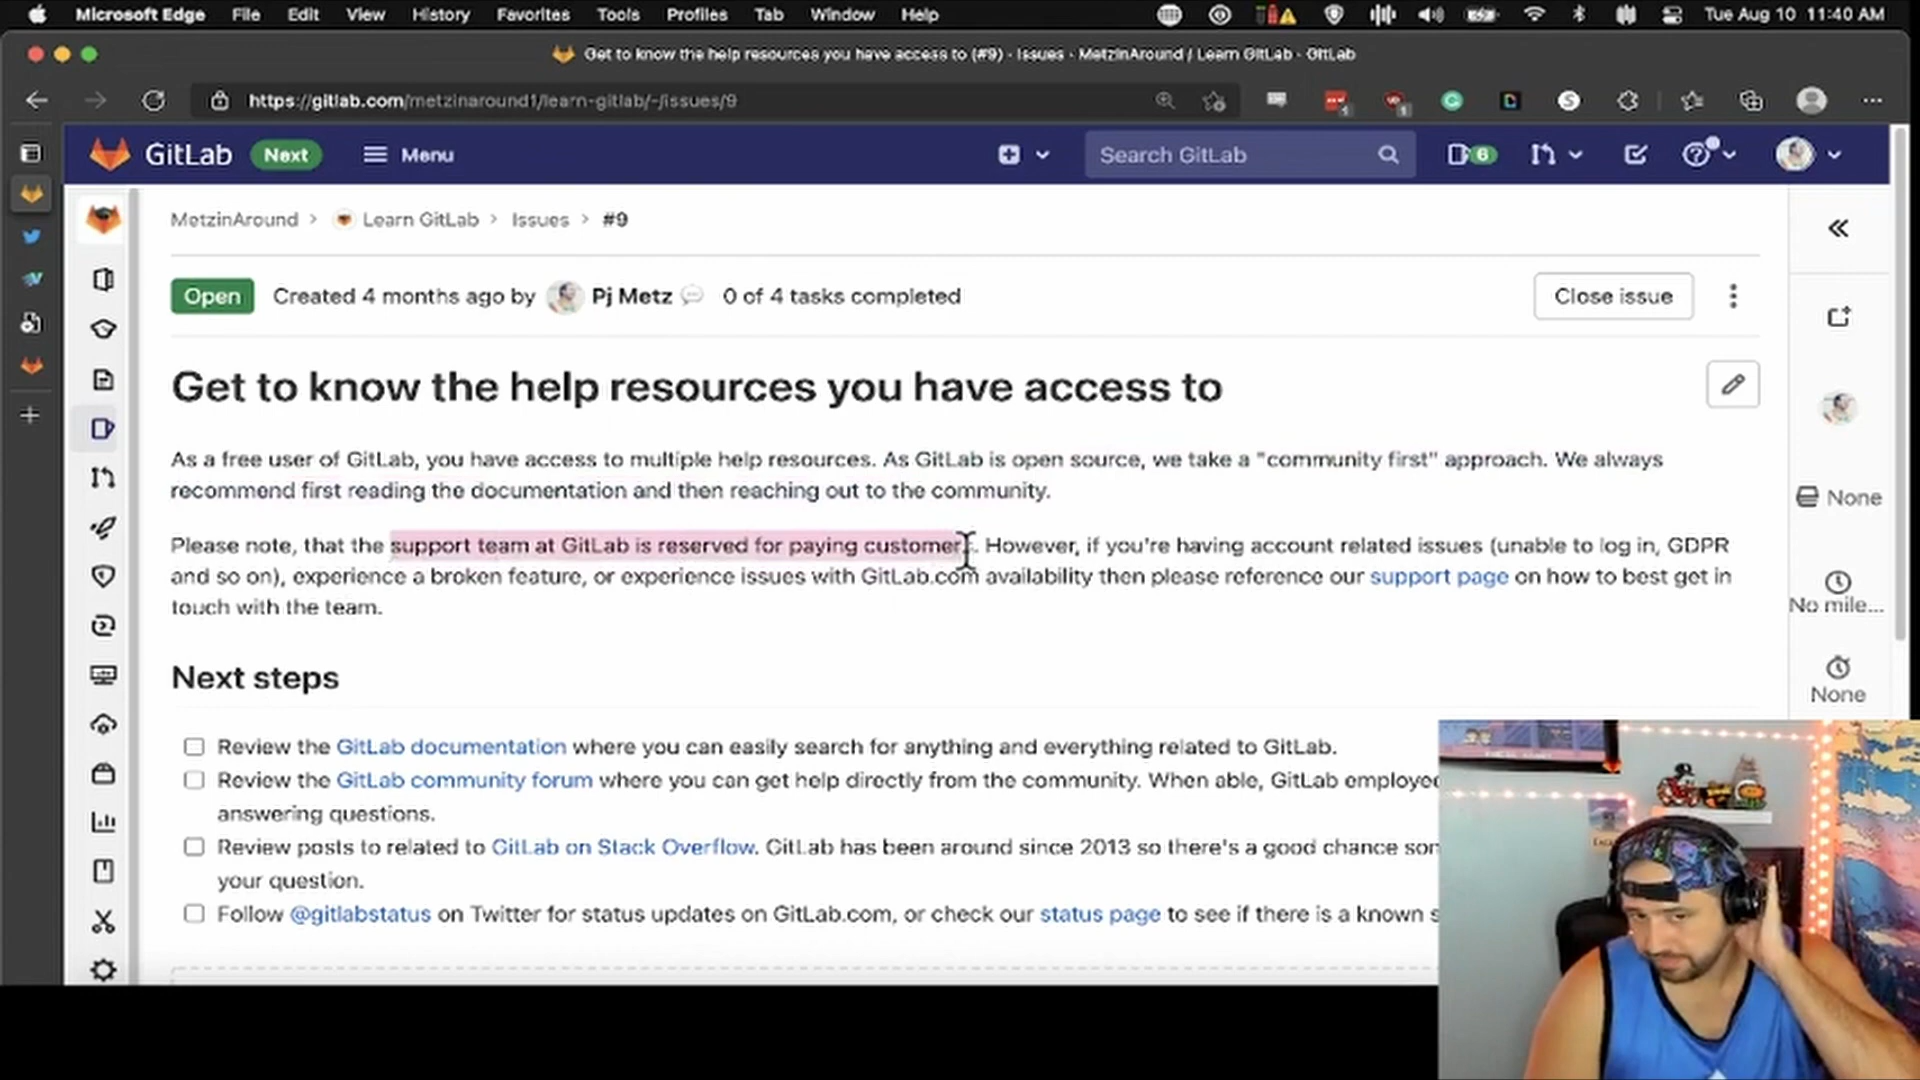 Microsoft Edge File Edit View History Favorites Tools Profiles Tab Window Help Tue Aug 10 11:40 AM
Get to know the help resources you have access to (#9) · Issues · MetzinAround / Learn GitLab · GitLab
https://gitlab.com/metzinaround1/learn-gitlab/-/issues/9
GitLab Next Menu Search GitLab 6
MetzinAround > Learn GitLab > Issues > #9
Open Created 4 months ago by Pj Metz 0 of 4 tasks completed Close issue
Get to know the help resources you have access to
As a free user of GitLab, you have access to multiple help resources. As GitLab is open source, we take a "community first" approach. We always
recommend first reading the documentation and then reaching out to the community.
None
Please note, that the support team at GitLab is reserved for paying customers. However, if you're having account related issues (unable to log in, GDPR
and so on), experience a broken feature, or experience issues with GitLab.com availability then please reference our support page on how to best get in
touch with the team.
No mile...
Next steps
None
Review the GitLab documentation where you can easily search for anything and everything related to GitLab.
Review the GitLab community forum where you can get help directly from the community. When able, GitLab employe
answering questions.
Review posts to related to GitLab on Stack Overflow. GitLab has been around since 2013 so there's a good chance so
your question.
Follow @gitlabstatus on Twitter for status updates on GitLab.com, or check our status page to see if there is a known s